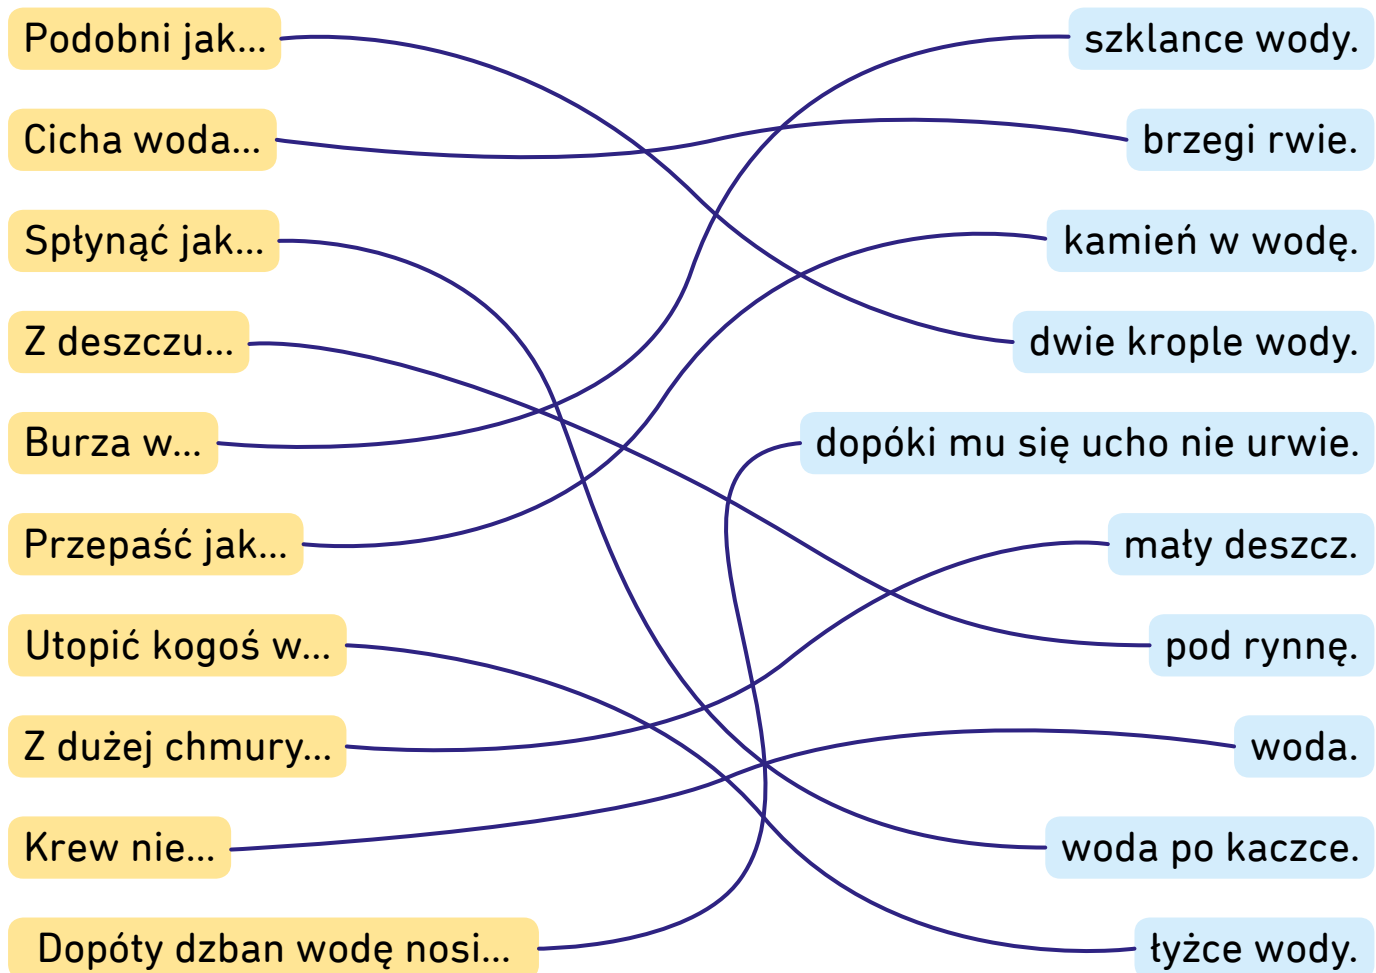 Podobni jak...
szklance wody.
Cicha woda...
brzegi rwie.
Spłynąć jak...
kamień w wodę.
Z deszczu...
dwie krople wody.
Burza w...
dopóki mu się ucho nie urwie.
Przepaść jak...
mały deszcz.
Utopić kogoś w...
pod rynnę.
Z dużej chmury...
woda.
Krew nie...
woda po kaczce.
Dopóty dzban wodę nosi...
łyżce wody.